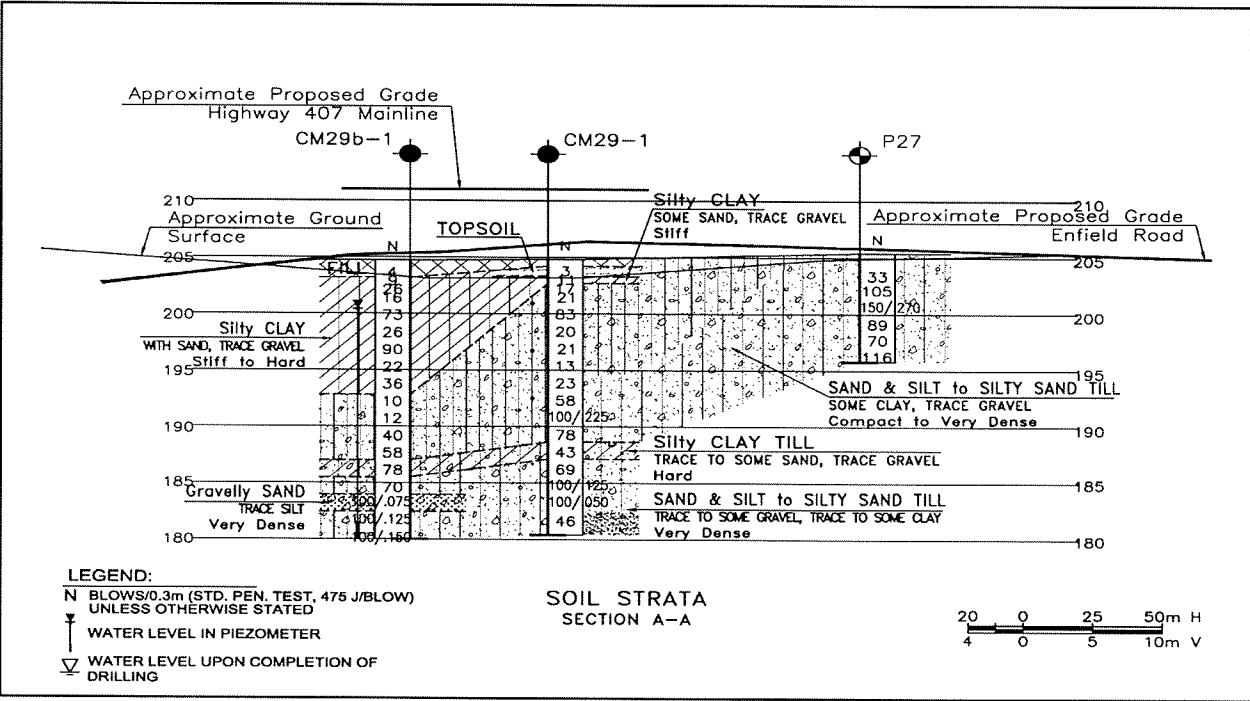 Approximate Proposed Grade
Highway 407 Mainline
CM29b-1
CM29-1
P27
210
Silty CLAY
SOME SAND, TRACE GRAVEL
Stiff
210
Approximate Ground
Surface
TOPSOIL
Approximate Proposed Grade
Enfield Road
N
N
N
205
FILL
205
4
26
16
73
26
90
22
36
10
12
40
58
78
70
100/.075
100/.125
100/.150
3
11
17
21
83
20
21
13
23
58
100/.225
78
43
69
100/.125
100/.050
46
33
105
150/.270
89
70
116
200
200
Silty CLAY
WITH SAND, TRACE GRAVEL
Stiff to Hard
195
195
SAND & SILT to SILTY SAND TILL
SOME CLAY, TRACE GRAVEL
Compact to Very Dense
190
190
Silty CLAY TILL
TRACE TO SOME SAND, TRACE GRAVEL
Hard
185
185
Gravelly SAND
TRACE SILT
Very Dense
SAND & SILT to SILTY SAND TILL
TRACE TO SOME GRAVEL, TRACE TO SOME CLAY
Very Dense
180
180
LEGEND:
N BLOWS/0.3m (STD. PEN. TEST, 475 J/BLOW)
UNLESS OTHERWISE STATED
WATER LEVEL IN PIEZOMETER
WATER LEVEL UPON COMPLETION OF
DRILLING
SOIL STRATA
SECTION A-A
20 0 25 50m H
4 0 5 10m V